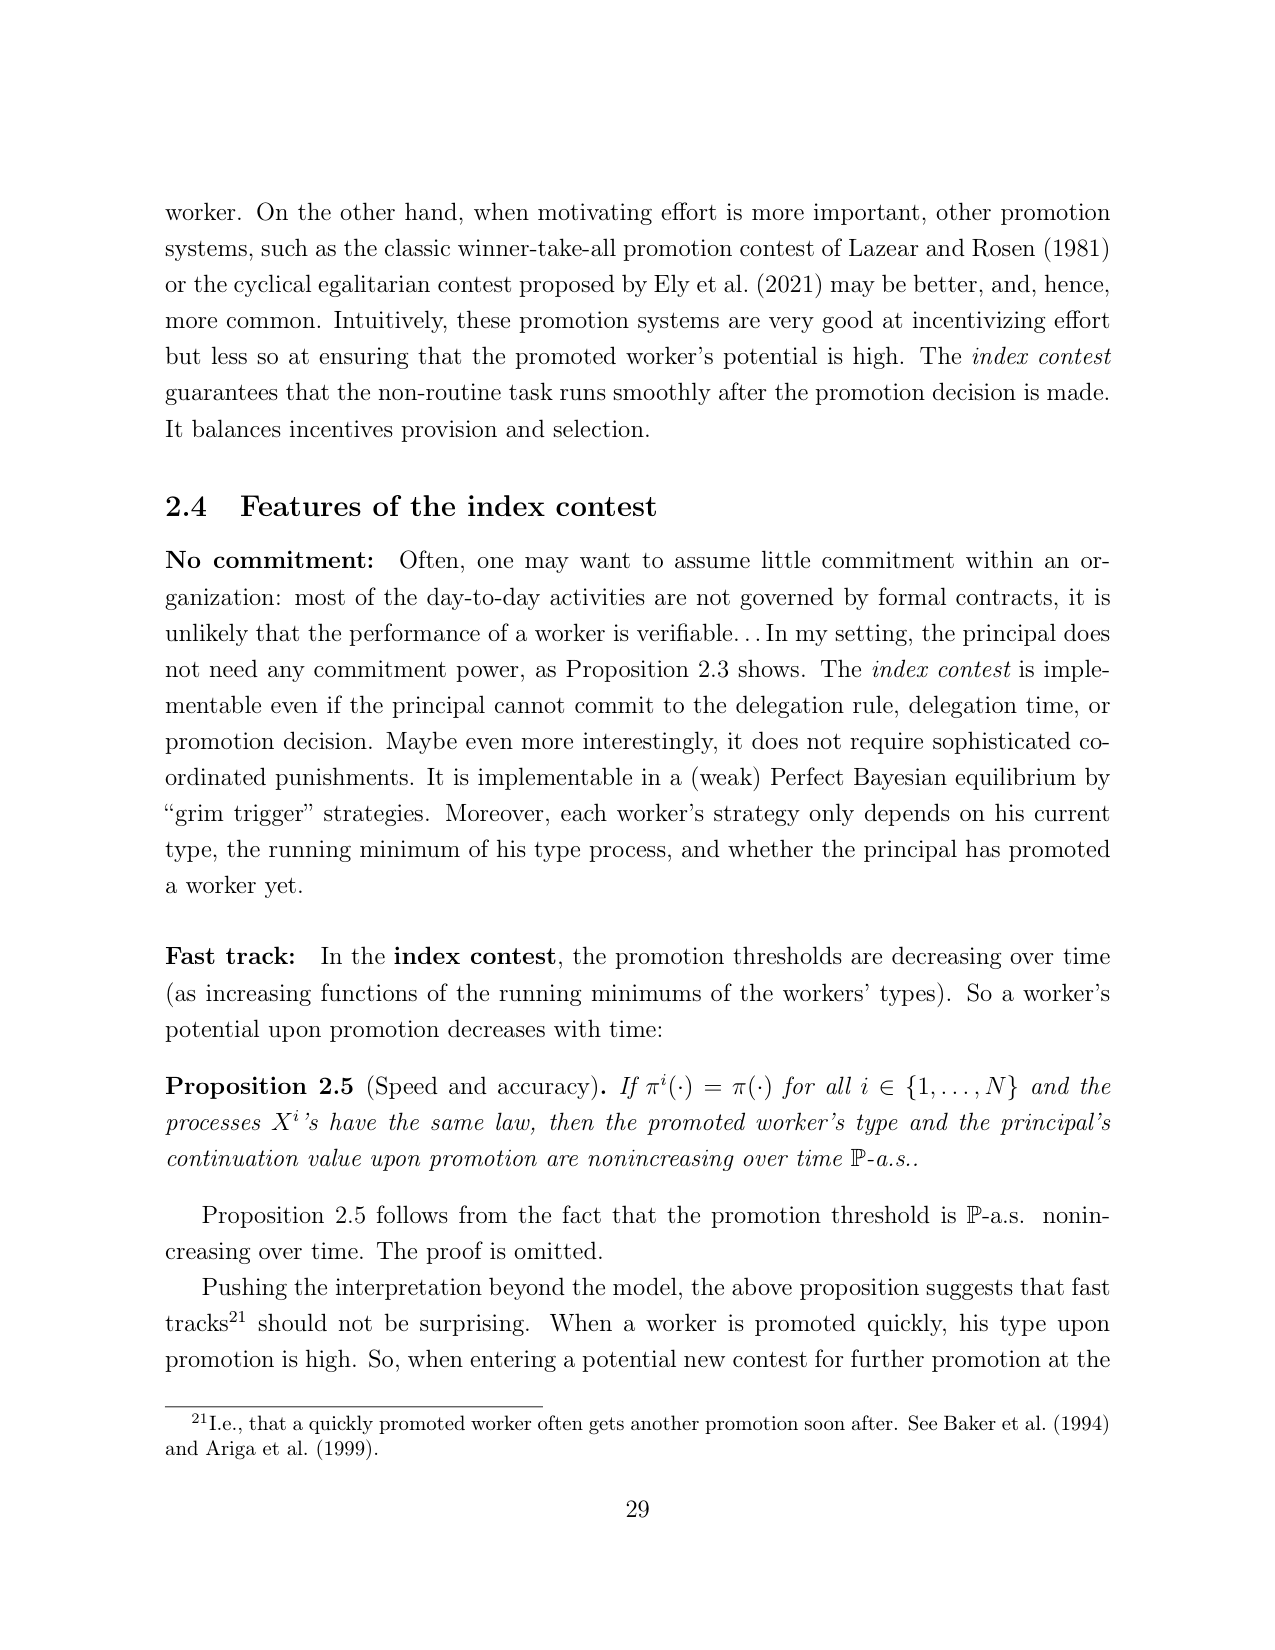 worker. On the other hand, when motivating effort is more important, other promotion
systems, such as the classic winner-take-all promotion contest of Lazear and Rosen (1981)
or the cyclical egalitarian contest proposed by Ely et al. (2021) may be better, and, hence,
more common. Intuitively, these promotion systems are very good at incentivizing effort
but less so at ensuring that the promoted worker's potential is high. The index contest
guarantees that the non-routine task runs smoothly after the promotion decision is made.
It balances incentives provision and selection.
2.4 Features of the index contest
No commitment: Often, one may want to assume little commitment within an or-
ganization: most of the day-to-day activities are not governed by formal contracts, it is
unlikely that the performance of a worker is verifiable. . . In my setting, the principal does
not need any commitment power, as Proposition 2.3 shows. The index contest is imple-
mentable even if the principal cannot commit to the delegation rule, delegation time, or
promotion decision. Maybe even more interestingly, it does not require sophisticated co-
ordinated punishments. It is implementable in a (weak) Perfect Bayesian equilibrium by
“grim trigger” strategies. Moreover, each worker's strategy only depends on his current
type, the running minimum of his type process, and whether the principal has promoted
a worker yet.
Fast track: In the index contest, the promotion thresholds are decreasing over time
(as increasing functions of the running minimums of the workers' types). So a worker's
potential upon promotion decreases with time:
Proposition 2.5 (Speed and accuracy). If πⁱ(·) = π(·) for all i ∈ {1, . . . , N} and the
processes Xⁱ's have the same law, then the promoted worker's type and the principal's
continuation value upon promotion are nonincreasing over time ℙ-a.s..
Proposition 2.5 follows from the fact that the promotion threshold is ℙ-a.s. nonin-
creasing over time. The proof is omitted.
Pushing the interpretation beyond the model, the above proposition suggests that fast
tracks²¹ should not be surprising. When a worker is promoted quickly, his type upon
promotion is high. So, when entering a potential new contest for further promotion at the
²¹I.e., that a quickly promoted worker often gets another promotion soon after. See Baker et al. (1994)
and Ariga et al. (1999).
29